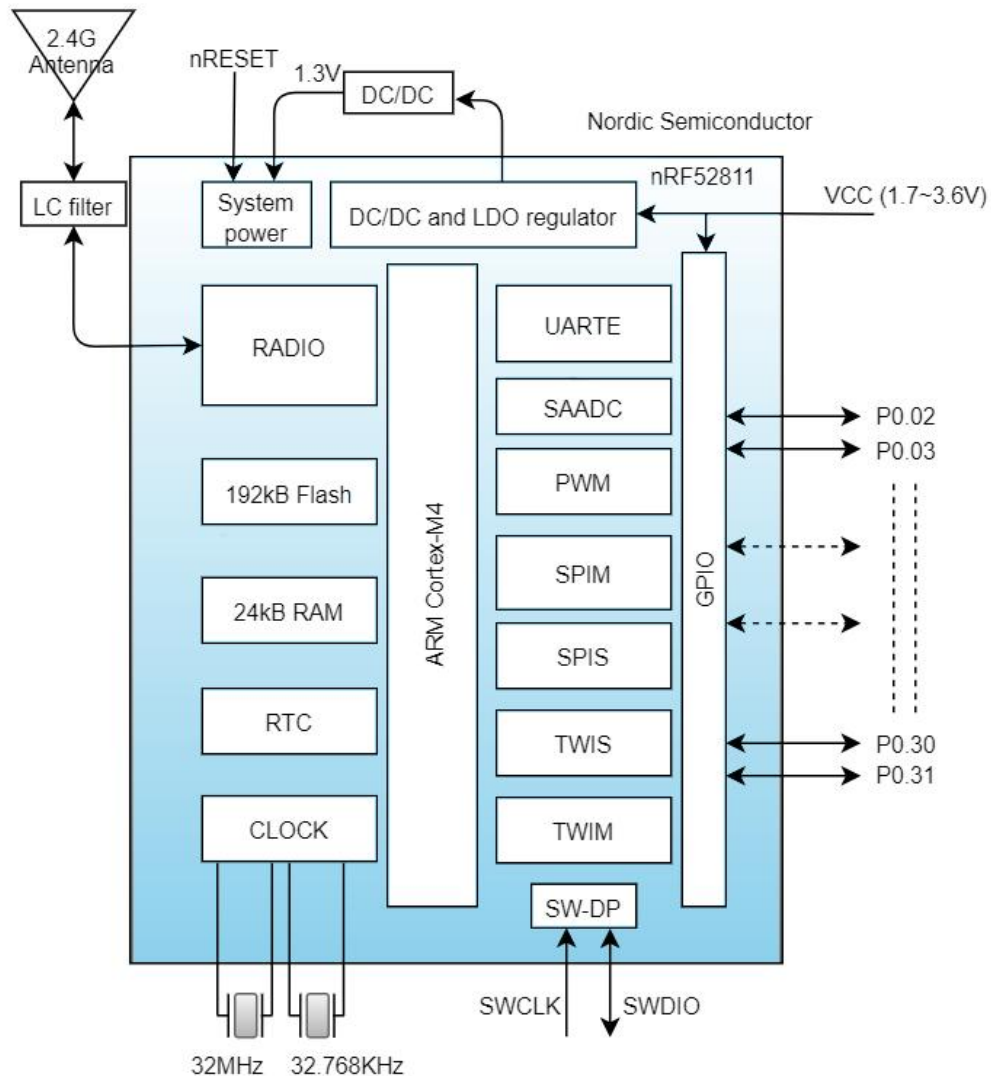 2.4G
Antenna
nRESET
1.3V
DC/DC
Nordic Semiconductor
LC filter
System
power
DC/DC and LDO regulator
nRF52811
VCC (1.7~3.6V)
RADIO
ARM Cortex-M4
UARTE
SAADC
PWM
SPIM
SPIS
TWIS
TWIM
GPIO
P0.02
P0.03
P0.30
P0.31
192kB Flash
24kB RAM
RTC
CLOCK
SW-DP
SWCLK
SWDIO
32MHz
32.768KHz